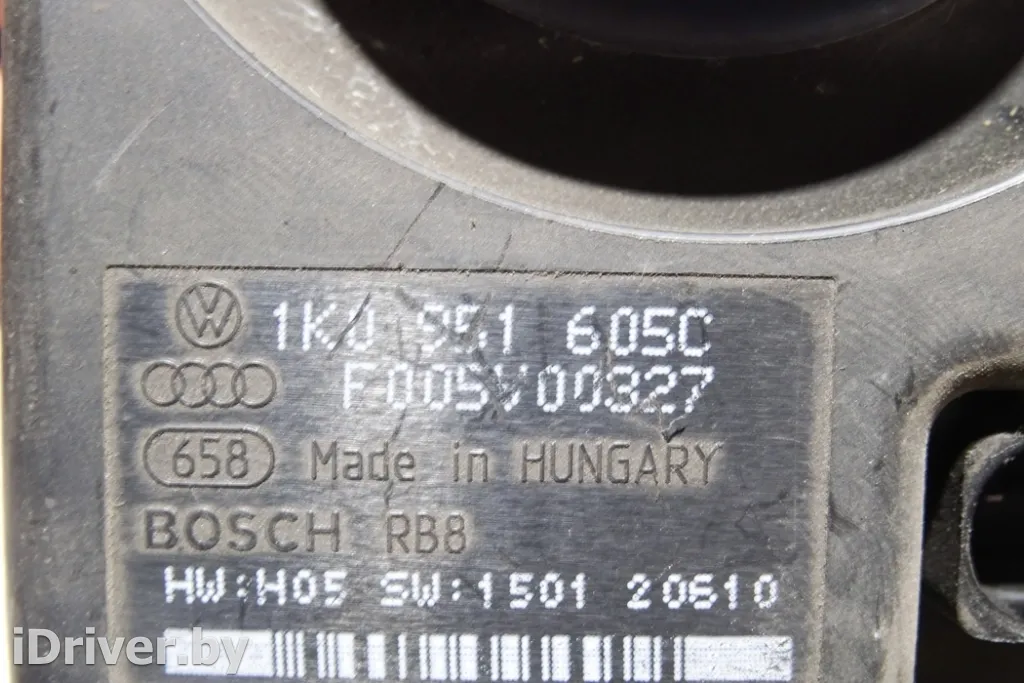 1K0 951 605C
F005V00327
658 Made in HUNGARY
BOSCH RB8
HW:H05 SW:1501 20610
iDriver.by